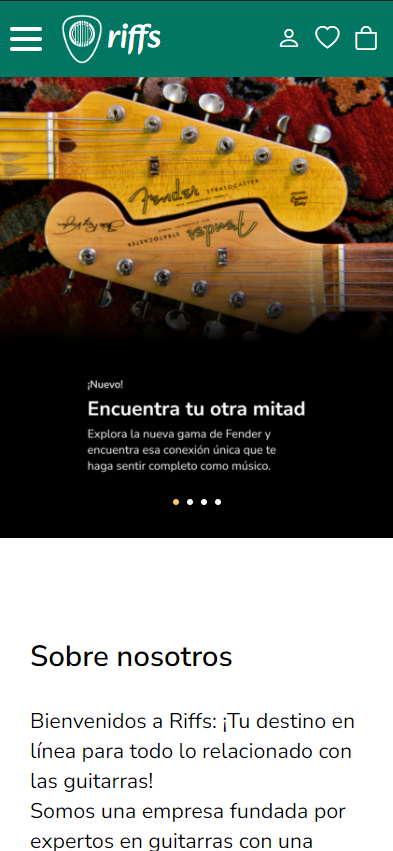 riffs
Fender STRATOCASTER
Fender
STRATOCASTER
¡Nuevo!
Encuentra tu otra mitad
Explora la nueva gama de Fender y
encuentra esa conexión única que te
haga sentir completo como músico.
Sobre nosotros
Bienvenidos a Riffs: ¡Tu destino en
línea para todo lo relacionado con
las guitarras!
Somos una empresa fundada por
expertos en guitarras con una